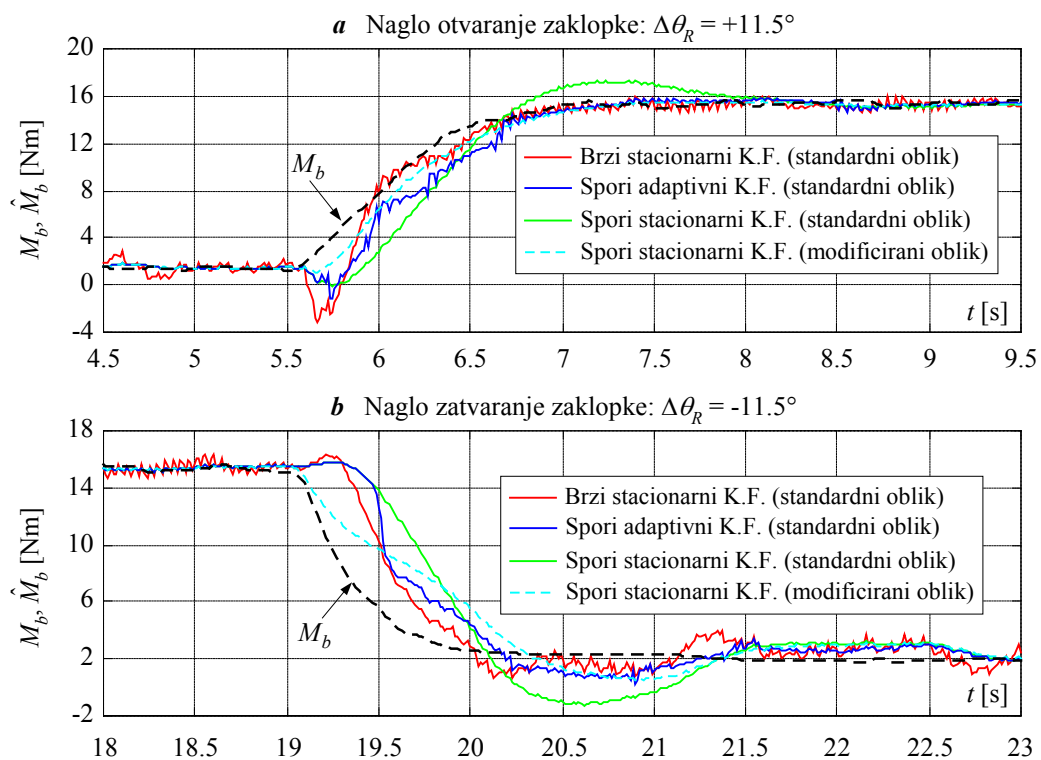 a Naglo otvaranje zaklopke: Δθ_R = +11.5°
M_b, M̂_b [Nm]
20
16
12
8
4
0
-4
M_b
Brzi stacionarni K.F. (standardni oblik)
Spori adaptivni K.F. (standardni oblik)
Spori stacionarni K.F. (standardni oblik)
Spori stacionarni K.F. (modificirani oblik)
t [s]
4.5 5 5.5 6 6.5 7 7.5 8 8.5 9 9.5
b Naglo zatvaranje zaklopke: Δθ_R = -11.5°
M_b, M̂_b [Nm]
18
14
10
6
2
-2
M_b
Brzi stacionarni K.F. (standardni oblik)
Spori adaptivni K.F. (standardni oblik)
Spori stacionarni K.F. (standardni oblik)
Spori stacionarni K.F. (modificirani oblik)
t [s]
18 18.5 19 19.5 20 20.5 21 21.5 22 22.5 23